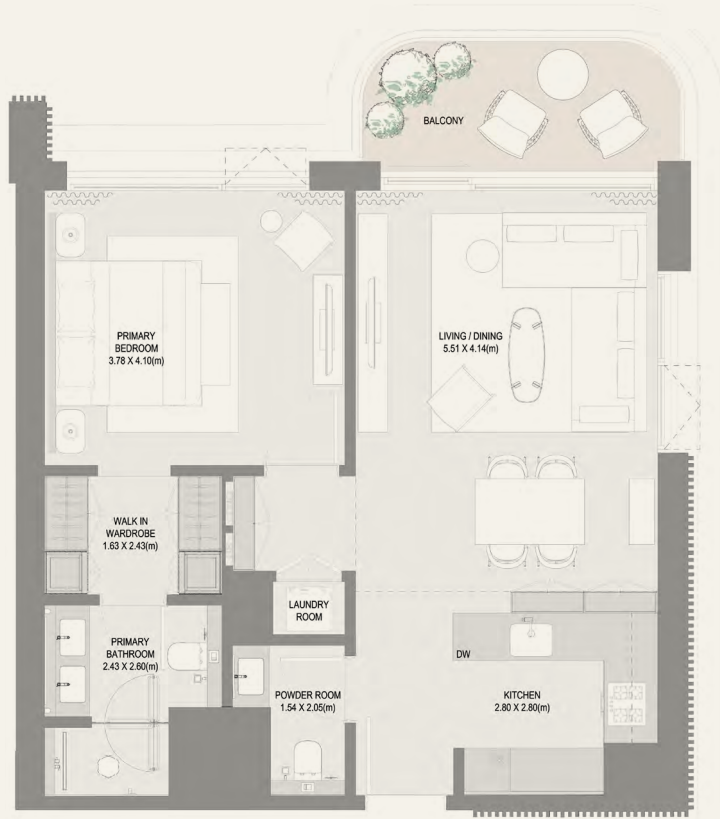 BALCONY
PRIMARY
BEDROOM
3.78 X 4.10(m)
LIVING / DINING
5.51 X 4.14(m)
WALK IN
WARDROBE
1.63 X 2.43(m)
LAUNDRY
ROOM
PRIMARY
BATHROOM
2.43 X 2.60(m)
DW
POWDER ROOM
1.54 X 2.05(m)
KITCHEN
2.80 X 2.80(m)